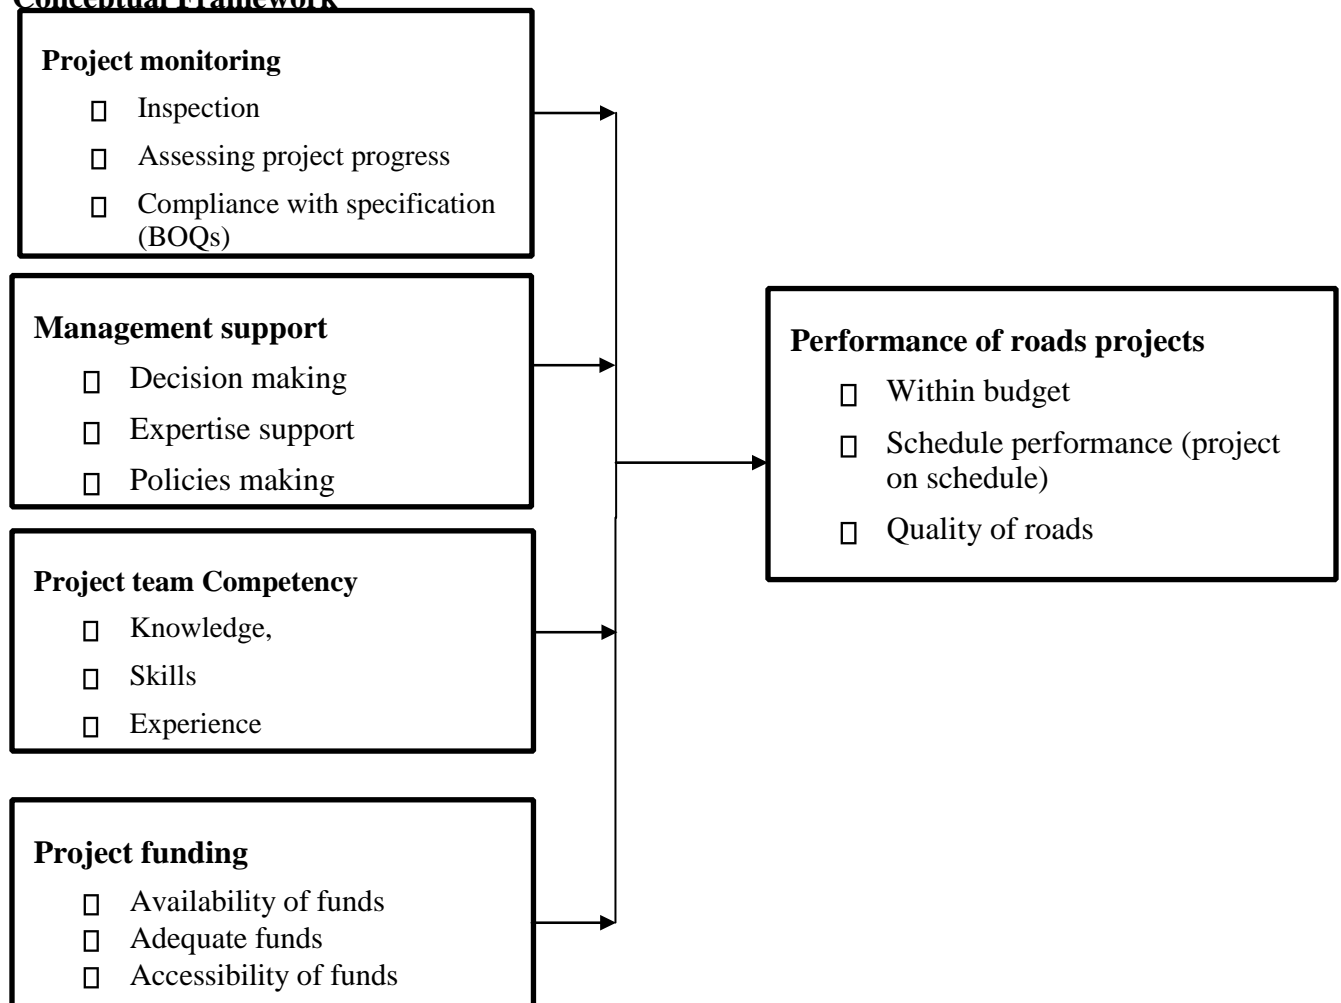 Conceptual Framework
Project monitoring
Inspection
Assessing project progress
Compliance with specification
(BOQs)
Management support
Decision making
Expertise support
Policies making
Project team Competency
Knowledge,
Skills
Experience
Project funding
Availability of funds
Adequate funds
Accessibility of funds
Performance of roads projects
Within budget
Schedule performance (project
on schedule)
Quality of roads